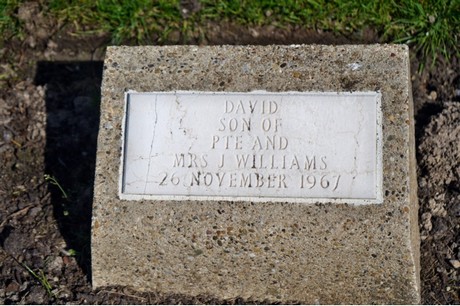 DAVID
SON OF
PTE AND
MRS J WILLIAMS
26 NOVEMBER 1967